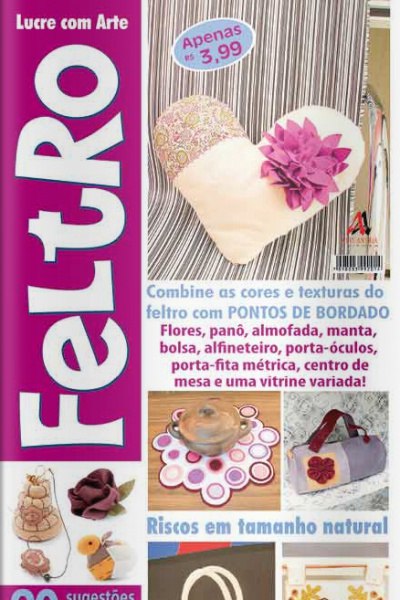 Lucre com Arte
FeLtRo
Apenas
R$ 3,99
Combine as cores e texturas do
feltro com PONTOS DE BORDADO
Flores, panô, almofada, manta,
bolsa, alfineteiro, porta-óculos,
porta-fita métrica, centro de
mesa e uma vitrine variada!
Riscos em tamanho natural
sugestões